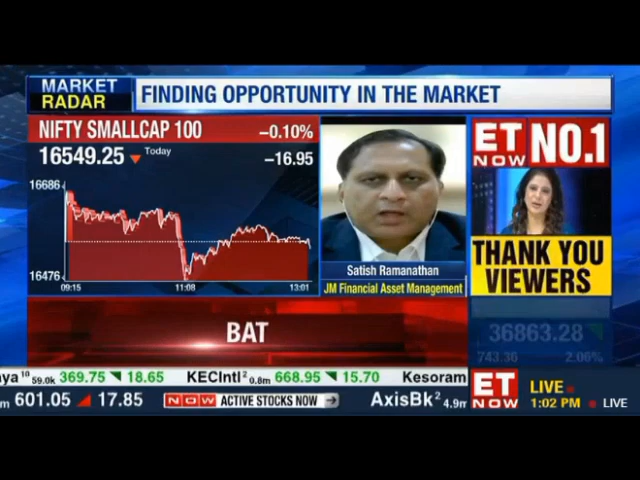 MARKET
RADAR
FINDING OPPORTUNITY IN THE MARKET
NIFTY SMALLCAP 100 -0.10%
16549.25 Today -16.95
16686
16476
09:15 11:08 13:01
Satish Ramanathan
JM Financial Asset Management
ET
NOW
NO.1
THANK YOU
VIEWERS
BAT
36863.28
743.36 2.06%
aya 10 59.0k 369.75 18.65 KECIntl 2 0.8m 668.95 15.70 Kesoram
m 601.05 17.85 NOW ACTIVE STOCKS NOW AxisBk 2 4.9m
ET
NOW
LIVE
1:02 PM LIVE